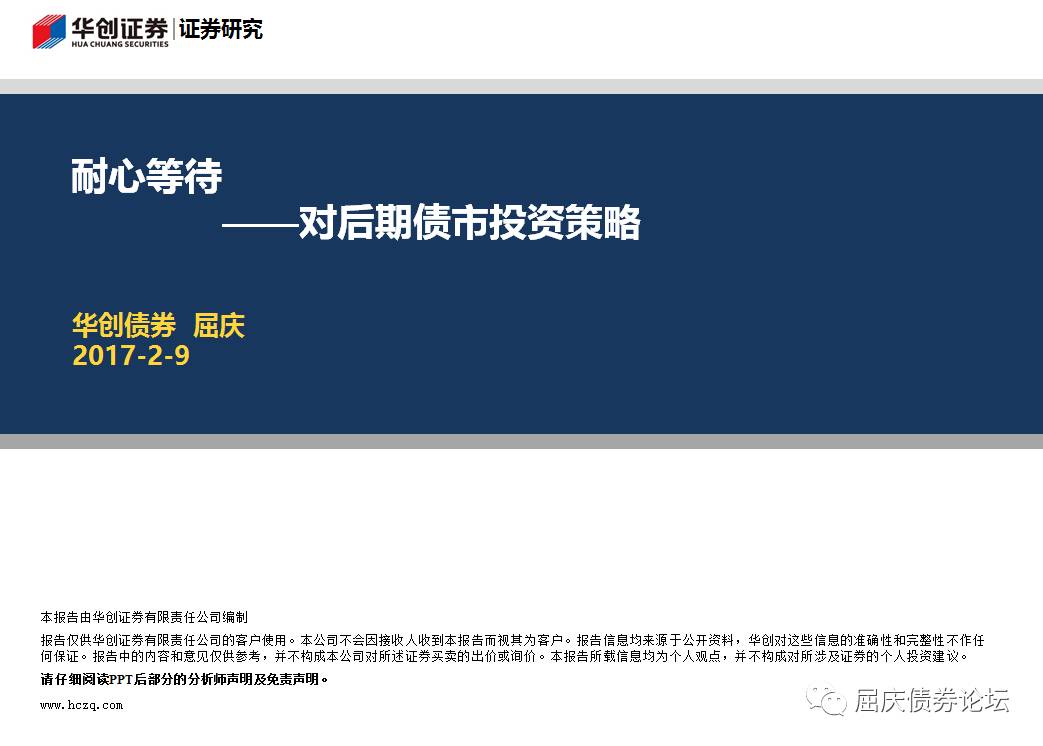 华创证券|证券研究
HUA CHUANG SECURITIES
耐心等待
——对后期债市投资策略
华创债券 屈庆
2017-2-9
本报告由华创证券有限责任公司编制
报告仅供华创证券有限责任公司的客户使用。本公司不会因接收人收到本报告而视其为客户。报告信息均来源于公开资料，华创对这些信息的准确性和完整性不作任
何保证。报告中的内容和意见仅供参考，并不构成本公司对所述证券买卖的出价或询价。本报告所载信息均为个人观点，并不构成对所涉及证券的个人投资建议。
请仔细阅读PPT后部分的分析师声明及免责声明。
www.hczq.com
屈庆债券论坛